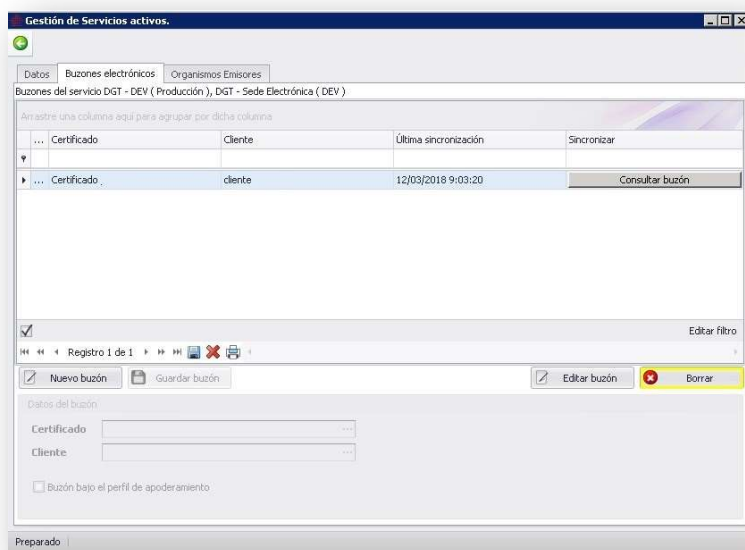 Gestión de Servicios activos.
Datos Buzones electrónicos Organismos Emisores
Buzones del servicio DGT - DEV ( Producción ), DGT - Sede Electrónica ( DEV )
Arrastre una columna aquí para agrupar por dicha columna
... Certificado Cliente Última sincronización Sincronizar
... Certificado cliente 12/03/2018 9:03:20 Consultar buzón
Editar filtro
Registro 1 de 1
Nuevo buzón Guardar buzón Editar buzón Borrar
Datos del buzón
Certificado ...
Cliente ...
Buzón bajo el perfil de apoderamiento
Preparado